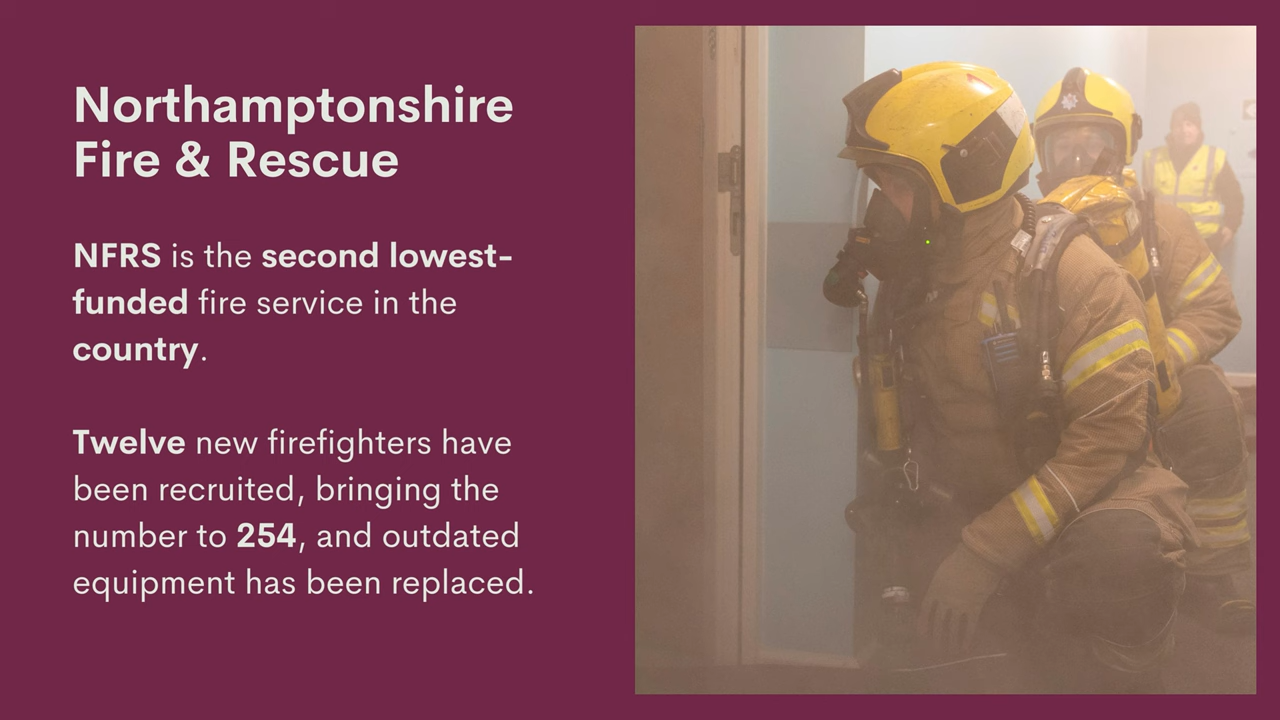 Northamptonshire
Fire & Rescue
NFRS is the second lowest-
funded fire service in the
country.
Twelve new firefighters have
been recruited, bringing the
number to 254, and outdated
equipment has been replaced.